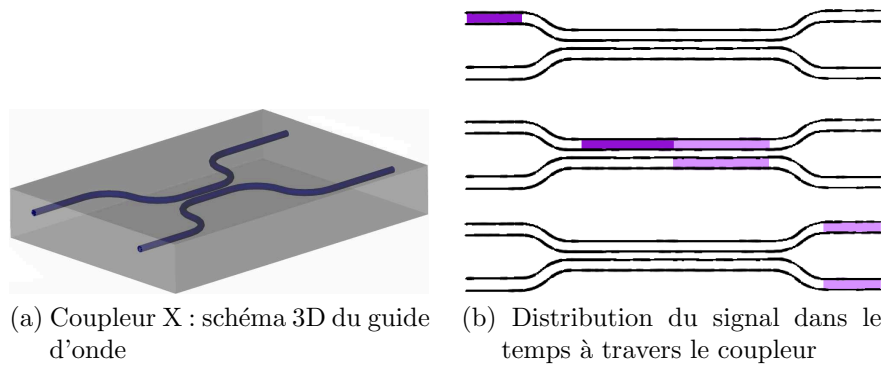 (a) Coupleur X : schéma 3D du guide
d'onde
(b) Distribution du signal dans le
temps à travers le coupleur